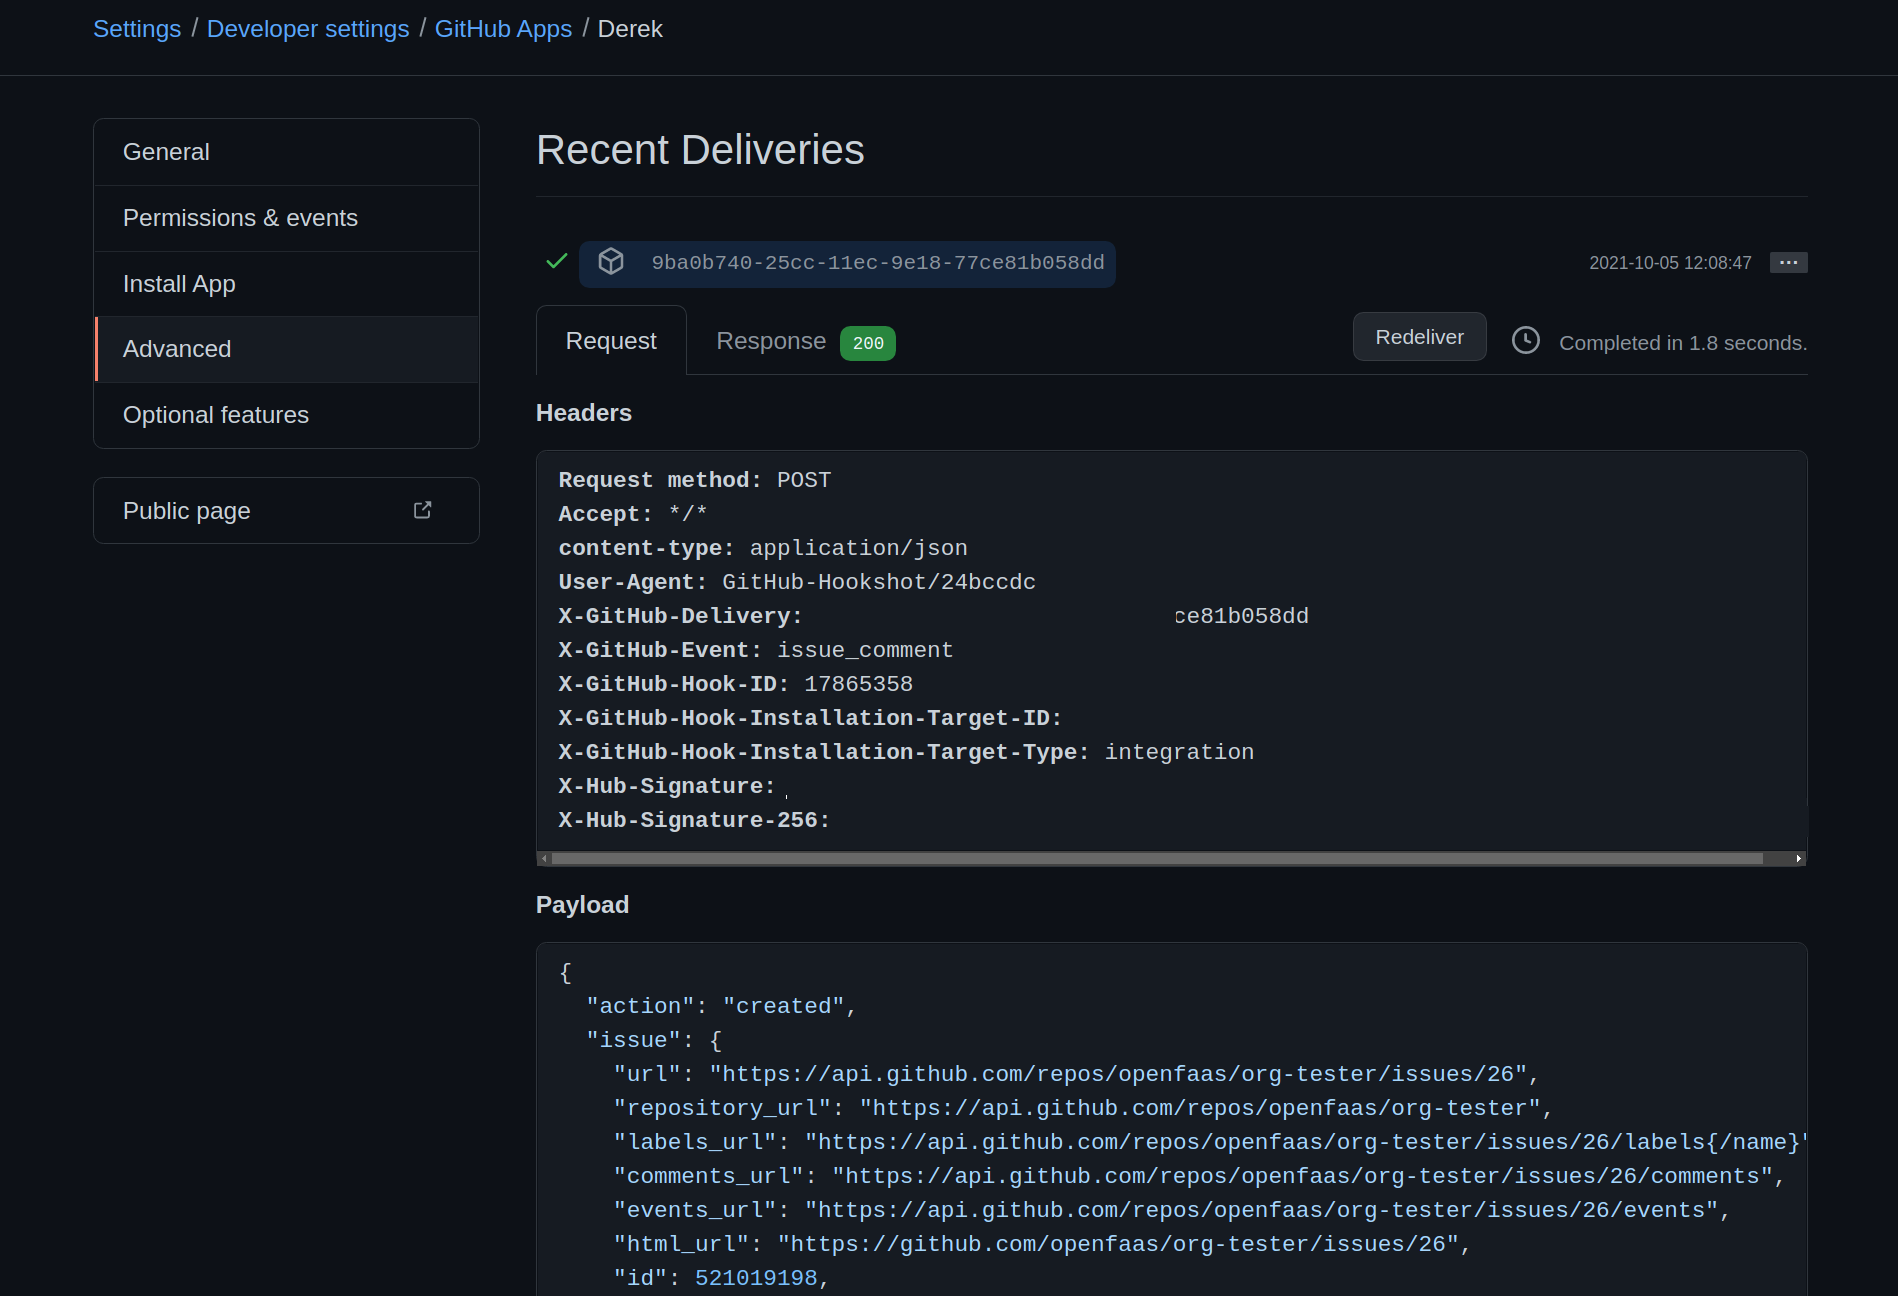 Settings / Developer settings / GitHub Apps / Derek
General
Permissions & events
Install App
Advanced
Optional features
Public page
Recent Deliveries
9ba0b740-25cc-11ec-9e18-77ce81b058dd 2021-10-05 12:08:47 ...
Request Response 200 Redeliver Completed in 1.8 seconds.
Headers
Request method: POST
Accept: */*
content-type: application/json
User-Agent: GitHub-Hookshot/24bccdc
X-GitHub-Delivery: ce81b058dd
X-GitHub-Event: issue_comment
X-GitHub-Hook-ID: 17865358
X-GitHub-Hook-Installation-Target-ID:
X-GitHub-Hook-Installation-Target-Type: integration
X-Hub-Signature:
X-Hub-Signature-256:
Payload
{
"action": "created",
"issue": {
"url": "https://api.github.com/repos/openfaas/org-tester/issues/26",
"repository_url": "https://api.github.com/repos/openfaas/org-tester",
"labels_url": "https://api.github.com/repos/openfaas/org-tester/issues/26/labels{/name}"
"comments_url": "https://api.github.com/repos/openfaas/org-tester/issues/26/comments",
"events_url": "https://api.github.com/repos/openfaas/org-tester/issues/26/events",
"html_url": "https://github.com/openfaas/org-tester/issues/26",
"id": 521019198,